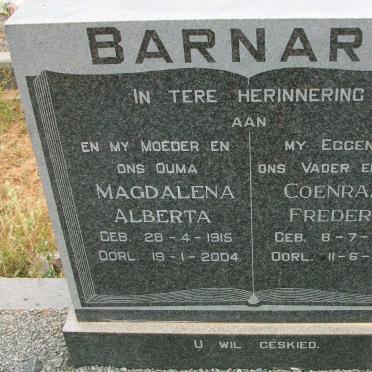 BARNAR
IN TERE HERINNERING
AAN
EN MY MOEDER EN
ONS OUMA
MAGDALENA
ALBERTA
GEB. 28-4-1915
OORL. 19-1-2004.
MY EGGEN
ONS VADER E
COENRA
FREDER
GEB. 8-7-
OORL. 11-6-
U WIL GESKIED.